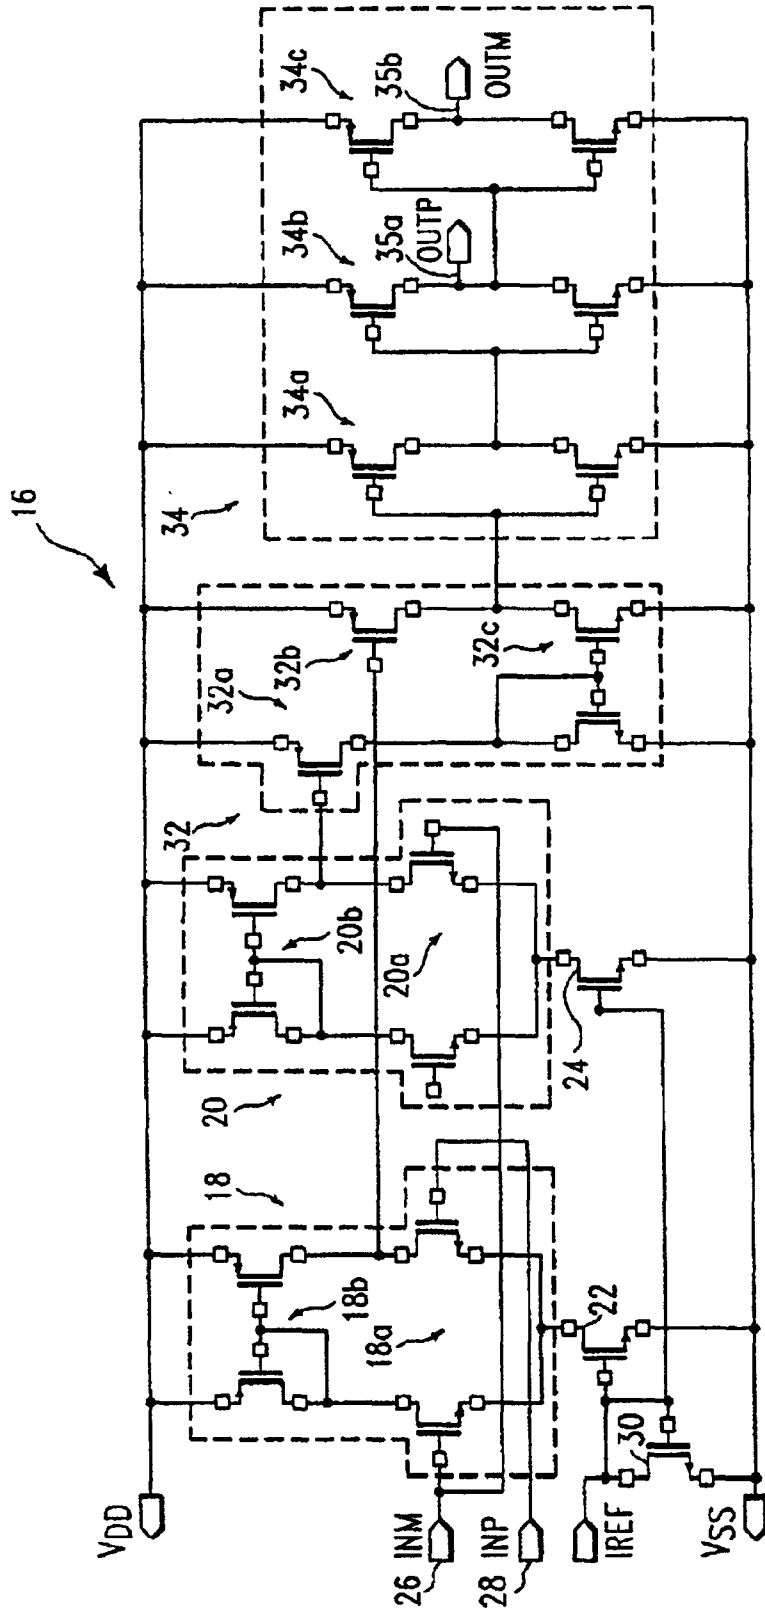 16
VDD
VSS
26 INM
28 INP
IREF
30
22
24
18
18b
18a
20
20b
20a
32
32a
32b
32c
34
34a
34b
34c
35a
OUTP
35b
OUTM